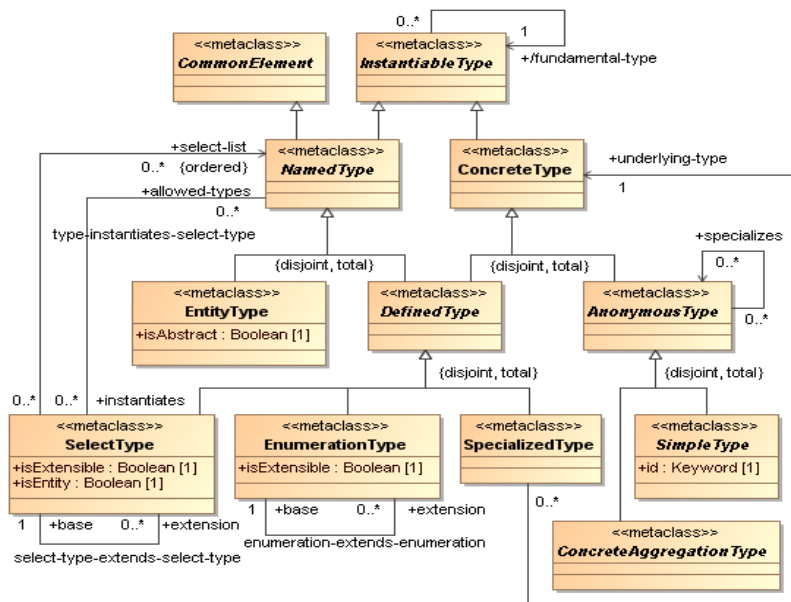 0..*
1
+/fundamental-type
<<metaclass>>
CommonElement
<<metaclass>>
InstantiableType
+select-list
0..* {ordered}
<<metaclass>>
NamedType
<<metaclass>>
ConcreteType
+underlying-type
1
+allowed-types
0..*
type-instantiates-select-type
{disjoint, total}
{disjoint, total}
+specializes
0..*
0..*
<<metaclass>>
EntityType
+isAbstract : Boolean [1]
<<metaclass>>
DefinedType
<<metaclass>>
AnonymousType
{disjoint, total}
{disjoint, total}
0..*
0..*
+instantiates
<<metaclass>>
SelectType
+isExtensible : Boolean [1]
+isEntity : Boolean [1]
<<metaclass>>
EnumerationType
+isExtensible : Boolean [1]
<<metaclass>>
SpecializedType
<<metaclass>>
SimpleType
+id : Keyword [1]
0..*
1 +base 0..* +extension
select-type-extends-select-type
1 +base 0..* +extension
enumeration-extends-enumeration
<<metaclass>>
ConcreteAggregationType